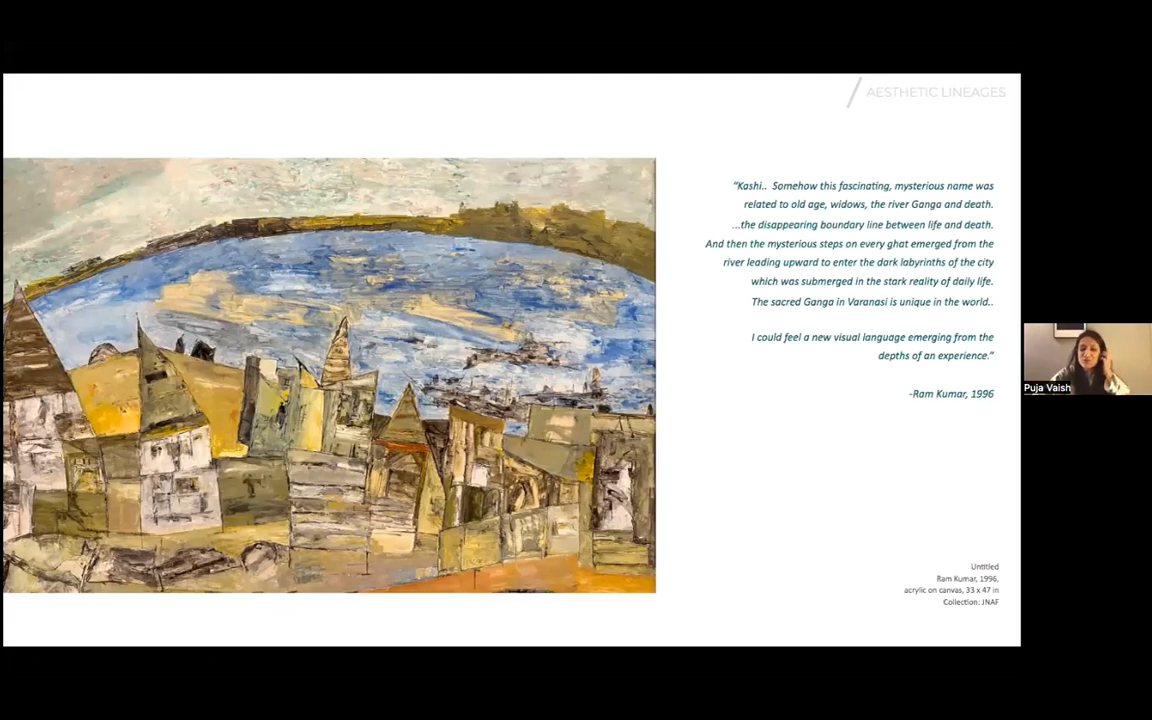 AESTHETIC LINEAGES
“Kashi.. Somehow this fascinating, mysterious name was
related to old age, widows, the river Ganga and death.
...the disappearing boundary line between life and death.
And then the mysterious steps on every ghat emerged from the
river leading upward to enter the dark labyrinths of the city
which was submerged in the stark reality of daily life.
The sacred Ganga in Varanasi is unique in the world..
I could feel a new visual language emerging from the
depths of an experience.”
-Ram Kumar, 1996
Puja Vaish
Untitled
Ram Kumar, 1996,
acrylic on canvas, 33 x 47 in
Collection: JNAF